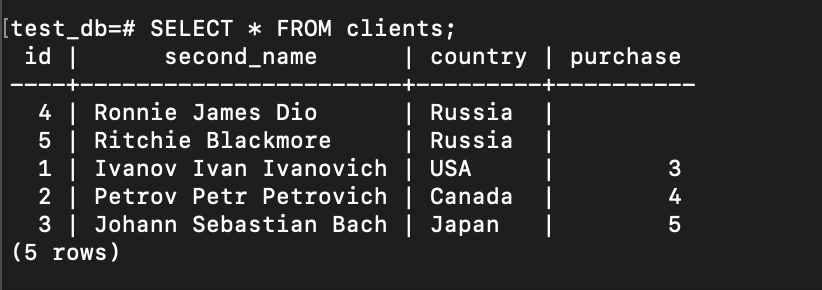 [test_db=# SELECT * FROM clients;
 id |      second_name       | country | purchase
----+------------------------+---------+----------
  4 | Ronnie James Dio       | Russia  |
  5 | Ritchie Blackmore      | Russia  |
  1 | Ivanov Ivan Ivanovich  | USA     |        3
  2 | Petrov Petr Petrovich  | Canada  |        4
  3 | Johann Sebastian Bach  | Japan   |        5
(5 rows)